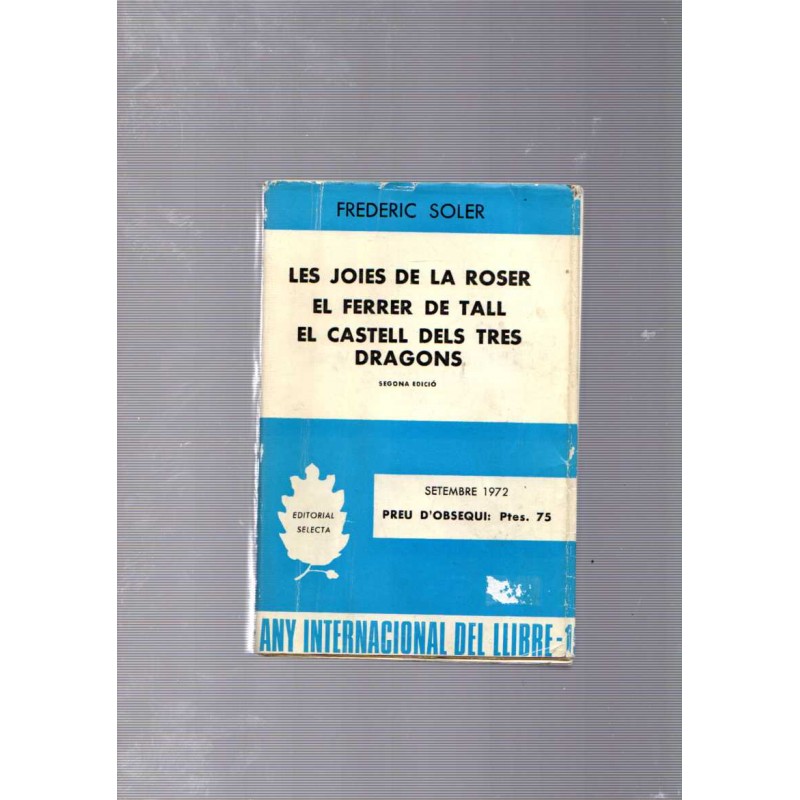 FREDERIC SOLER
LES JOIES DE LA ROSER
EL FERRER DE TALL
EL CASTELL DELS TRES
DRAGONS
SEGONA EDICIÓ
EDITORIAL
SELECTA
SETEMBRE 1972
PREU D'OBSEQUI: Ptes. 75
ANY INTERNACIONAL DEL LLIBRE-1